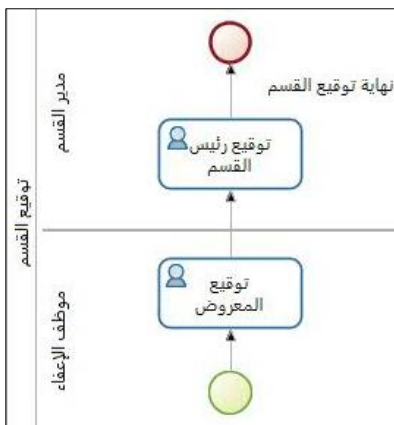 نهاية توقيع القسم
مدير القسم
توقيع رئيس
القسم
توقيع القسم
توقيع
المعروض
موظف الإعفاء